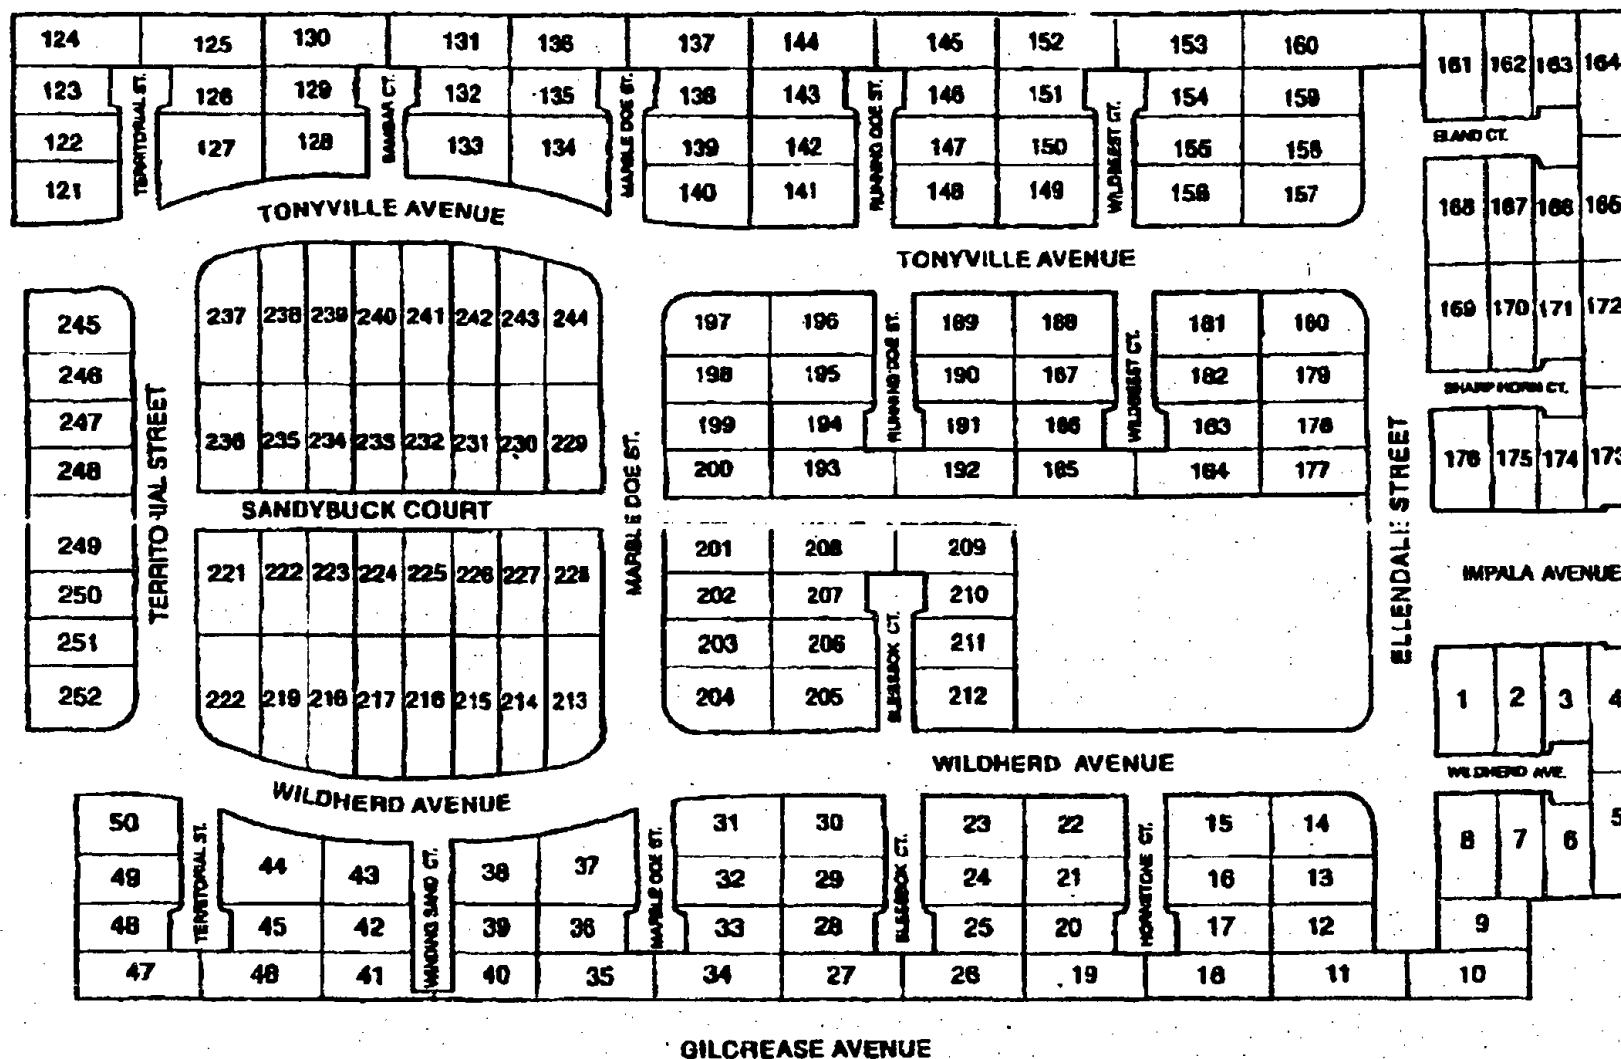 124 125 130 131 136 137 144 145 152 153 160
161 162 163 164
123 126 129 132 135 138 143 146 151 154 159
TERRITORIAL ST.
SAMBAR CT.
MARBLE DOE ST.
RUNNING DOE ST.
WILDBEEST CT.
ELAND CT.
122 127 128 133 134 139 142 147 150 155 158
121 140 141 148 149 156 157
168 167 166 165
TONYVILLE AVENUE
TONYVILLE AVENUE
245 237 238 239 240 241 242 243 244 197 196 189 188 181 180
169 170 171 172
RUNNING DOE ST.
WILDBEEST CT.
246 198 195 190 187 182 179
SHARP HORN CT.
247 236 235 234 233 232 231 230 229 199 194 191 186 183 178
248 200 193 192 185 184 177
176 175 174 173
TERRITORIAL STREET
SANDYBUCK COURT
MARBLE DOE ST.
ELLENDALE STREET
249 221 222 223 224 225 226 227 228 201 208 209
IMPALA AVENUE
250 202 207 210
251 203 206 211
BLESBOK CT.
252 222 219 218 217 216 215 214 213 204 205 212
1 2 3 4
WILDHERD AVENUE
WILDHERD AVE.
WILDHERD AVENUE
50 31 30 23 22 15 14
8 7 6 5
49 44 43 38 37 32 29 24 21 16 13
TERRITORIAL ST.
WINDING SAND CT.
MARBLE DOE ST.
BLESBOK CT.
HORNSTONE CT.
48 45 42 39 36 33 28 25 20 17 12 9
47 46 41 40 35 34 27 26 19 18 11 10
GILCREASE AVENUE